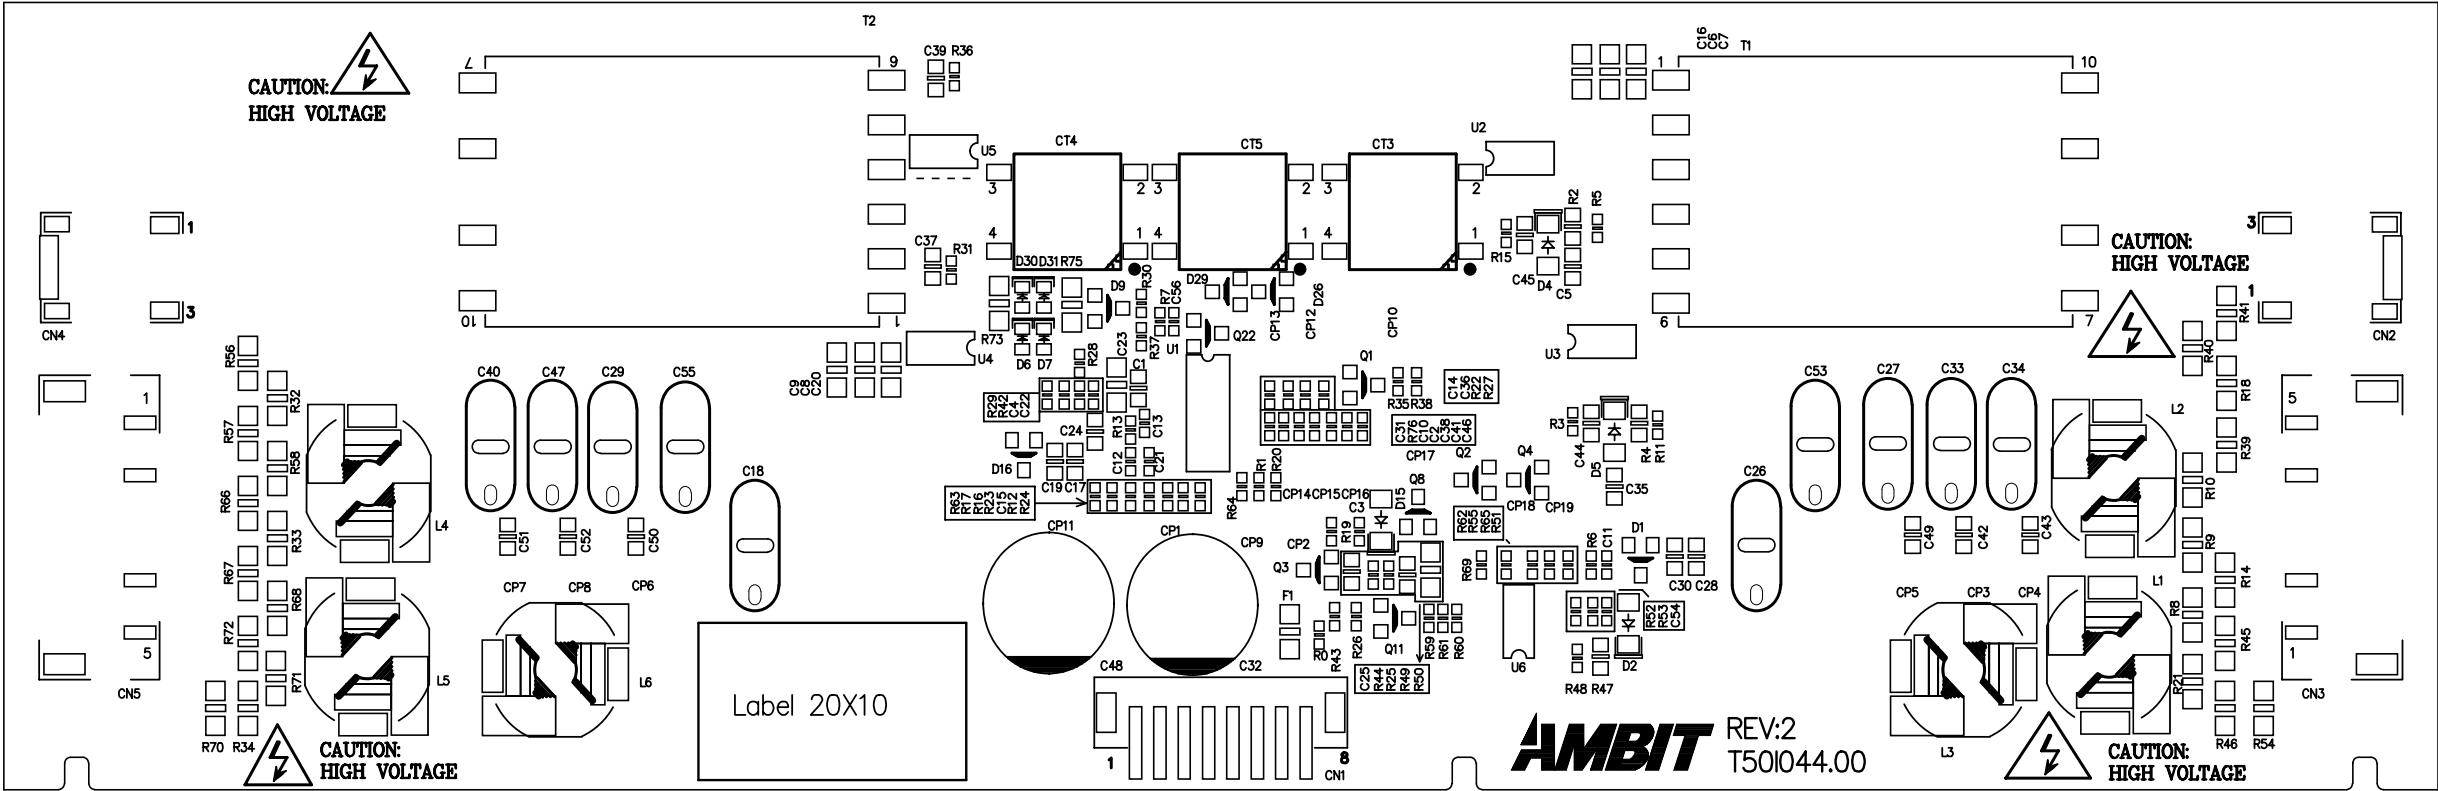 T2
C39 R36
C16
C6
C7
T1
CAUTION:
HIGH VOLTAGE
7
9
1
10
U5
CT4
CT5
CT3
U2
3
2
3
2
3
2
4
1
4
1
4
1
R2
R5
R15
C45
D4
C5
1
3
CN4
C37
R31
D30 D31 R75
R30
D29
D9
R7
C56
D26
CP13
CP12
CP10
10
1
6
7
3
1
CN2
CAUTION:
HIGH VOLTAGE
R41
R40
R73
U4
D6
D7
R28
C23
R37
U1
Q22
Q1
U3
R56
R32
R57
R58
R66
R33
R67
R68
R72
R71
R70
R34
C40
C47
C29
C55
C9
C8
C20
C1
R29
R42
C4
C22
R13
C13
C24
D16
C12
C21
C19
C17
R35
R38
C14
C36
R22
R27
C31
R76
C10
C2
C38
C41
C46
CP17
R3
C44
D5
R4
R11
C35
C53
C27
C33
C34
L2
5
R18
R39
R10
1
5
CN5
L4
C18
C51
C52
C50
R63
R17
R16
R23
C15
R12
R24
R64
R1
R20
CP14 CP15 CP16
C3
D15
Q8
Q2
Q4
CP18
CP19
R62
R55
R65
R51
C26
C49
C42
C43
R9
R14
CP11
CP1
CP9
CP2
R19
Q3
R69
R6
C11
D1
C30
C28
CP7
CP8
CP6
L5
L6
F1
R0
R43
R26
Q11
R59
R61
R60
U6
R52
R53
C54
D2
R48
R47
CP5
CP3
CP4
L1
R8
R45
R21
1
CN3
C48
C32
C25
R44
R25
R49
R50
Label 20X10
1
8
CN1
AMBIT
REV:2
T50I044.00
L3
R46
R54
CAUTION:
HIGH VOLTAGE
CAUTION:
HIGH VOLTAGE